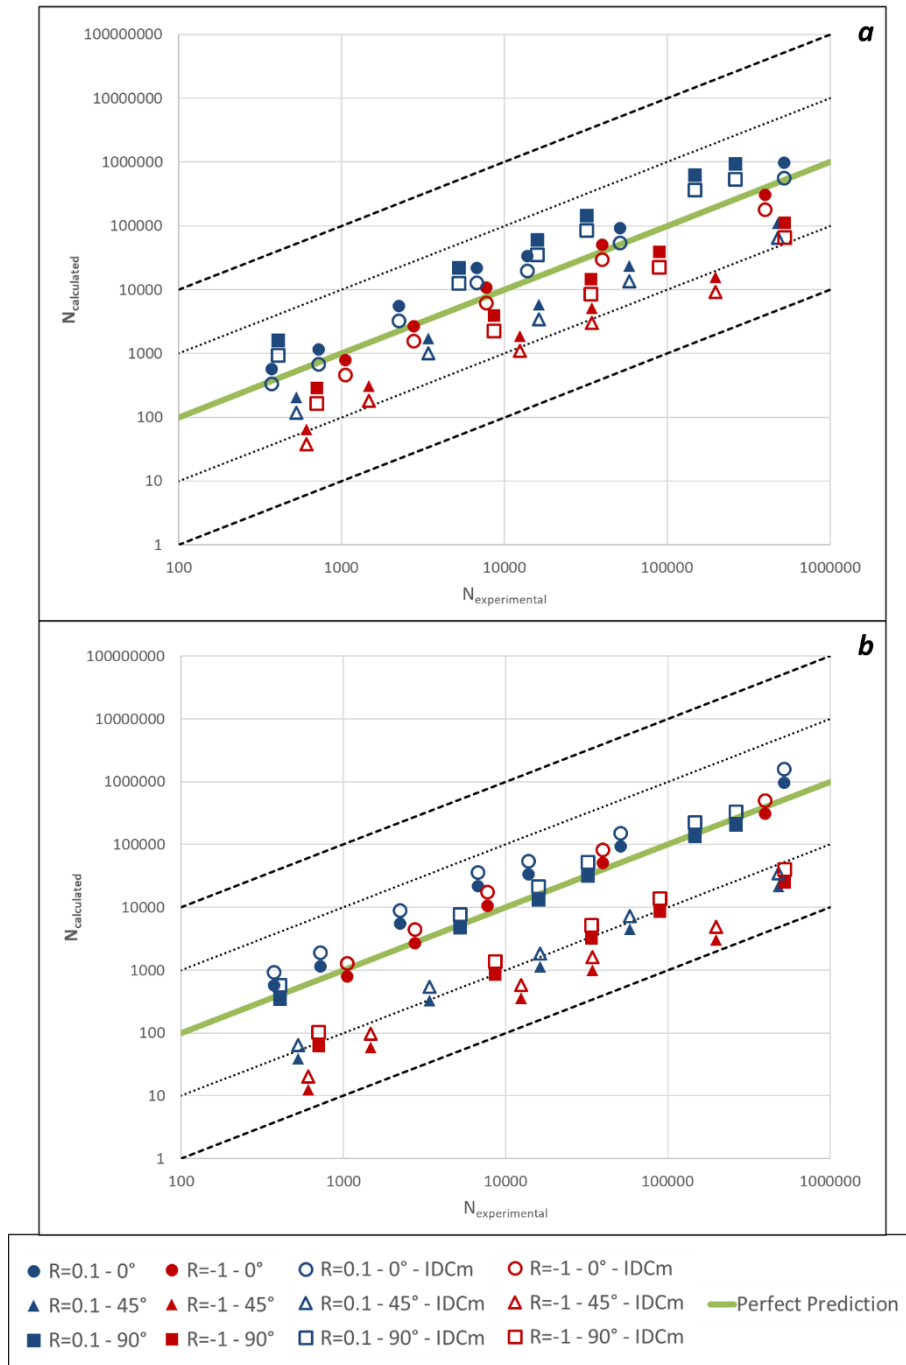 a
100000000
10000000
1000000
100000
10000
1000
100
10
1
N_calculated
100 1000 10000 100000 1000000
N_experimental
b
100000000
10000000
1000000
100000
10000
1000
100
10
1
N_calculated
100 1000 10000 100000 1000000
N_experimental
R=0.1 - 0° R=-1 - 0° R=0.1 - 0° - IDCm R=-1 - 0° - IDCm
R=0.1 - 45° R=-1 - 45° R=0.1 - 45° - IDCm R=-1 - 45° - IDCm Perfect Prediction
R=0.1 - 90° R=-1 - 90° R=0.1 - 90° - IDCm R=-1 - 90° - IDCm